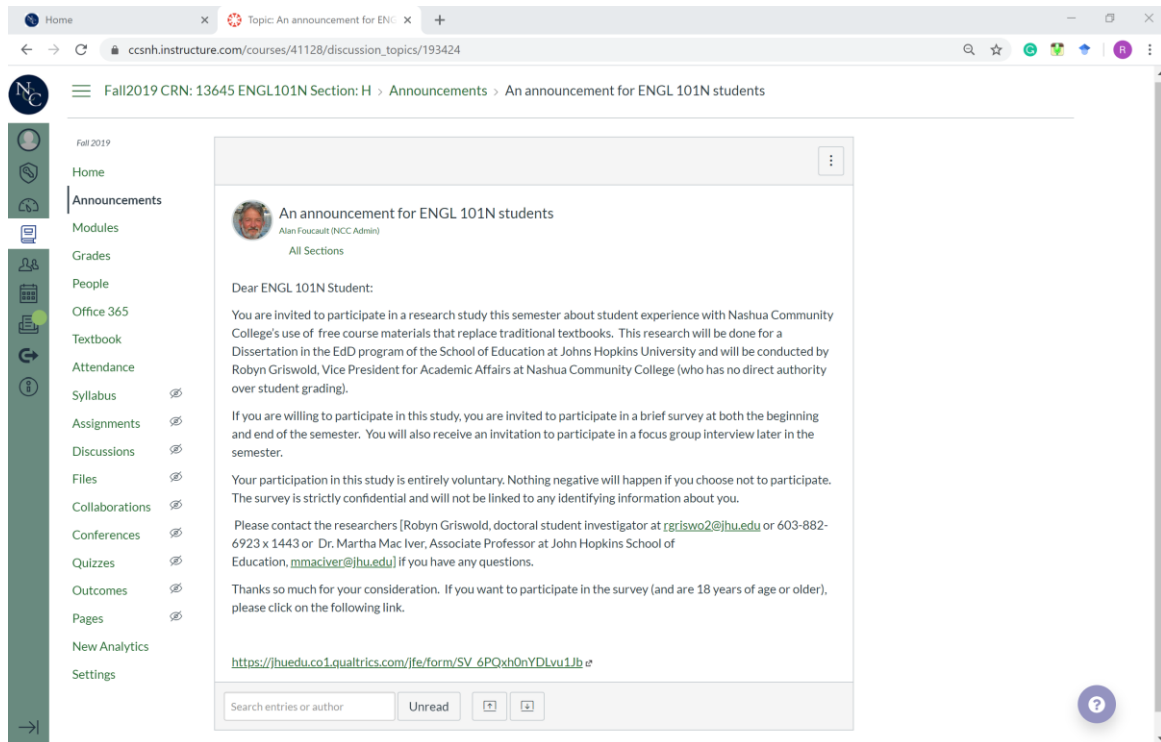 Home
Topic: An announcement for ENG
ccsnh.instructure.com/courses/41128/discussion_topics/193424
R
NC
Fall2019 CRN: 13645 ENGL101N Section: H > Announcements > An announcement for ENGL 101N students
Fall 2019
Home
Announcements
Modules
Grades
People
Office 365
Textbook
Attendance
Syllabus
Assignments
Discussions
Files
Collaborations
Conferences
Quizzes
Outcomes
Pages
New Analytics
Settings
An announcement for ENGL 101N students
Alan Foucault (NCC Admin)
All Sections
Dear ENGL 101N Student:
You are invited to participate in a research study this semester about student experience with Nashua Community
College's use of free course materials that replace traditional textbooks. This research will be done for a
Dissertation in the EdD program of the School of Education at Johns Hopkins University and will be conducted by
Robyn Griswold, Vice President for Academic Affairs at Nashua Community College (who has no direct authority
over student grading).
If you are willing to participate in this study, you are invited to participate in a brief survey at both the beginning
and end of the semester. You will also receive an invitation to participate in a focus group interview later in the
semester.
Your participation in this study is entirely voluntary. Nothing negative will happen if you choose not to participate.
The survey is strictly confidential and will not be linked to any identifying information about you.
Please contact the researchers [Robyn Griswold, doctoral student investigator at rgriswo2@jhu.edu or 603-882-
6923 x 1443 or Dr. Martha Mac Iver, Associate Professor at John Hopkins School of
Education, mmaciver@jhu.edu] if you have any questions.
Thanks so much for your consideration. If you want to participate in the survey (and are 18 years of age or older),
please click on the following link.
https://jhuedu.co1.qualtrics.com/jfe/form/SV_6PQxh0nYDLvu1Jb
Search entries or author
Unread
?